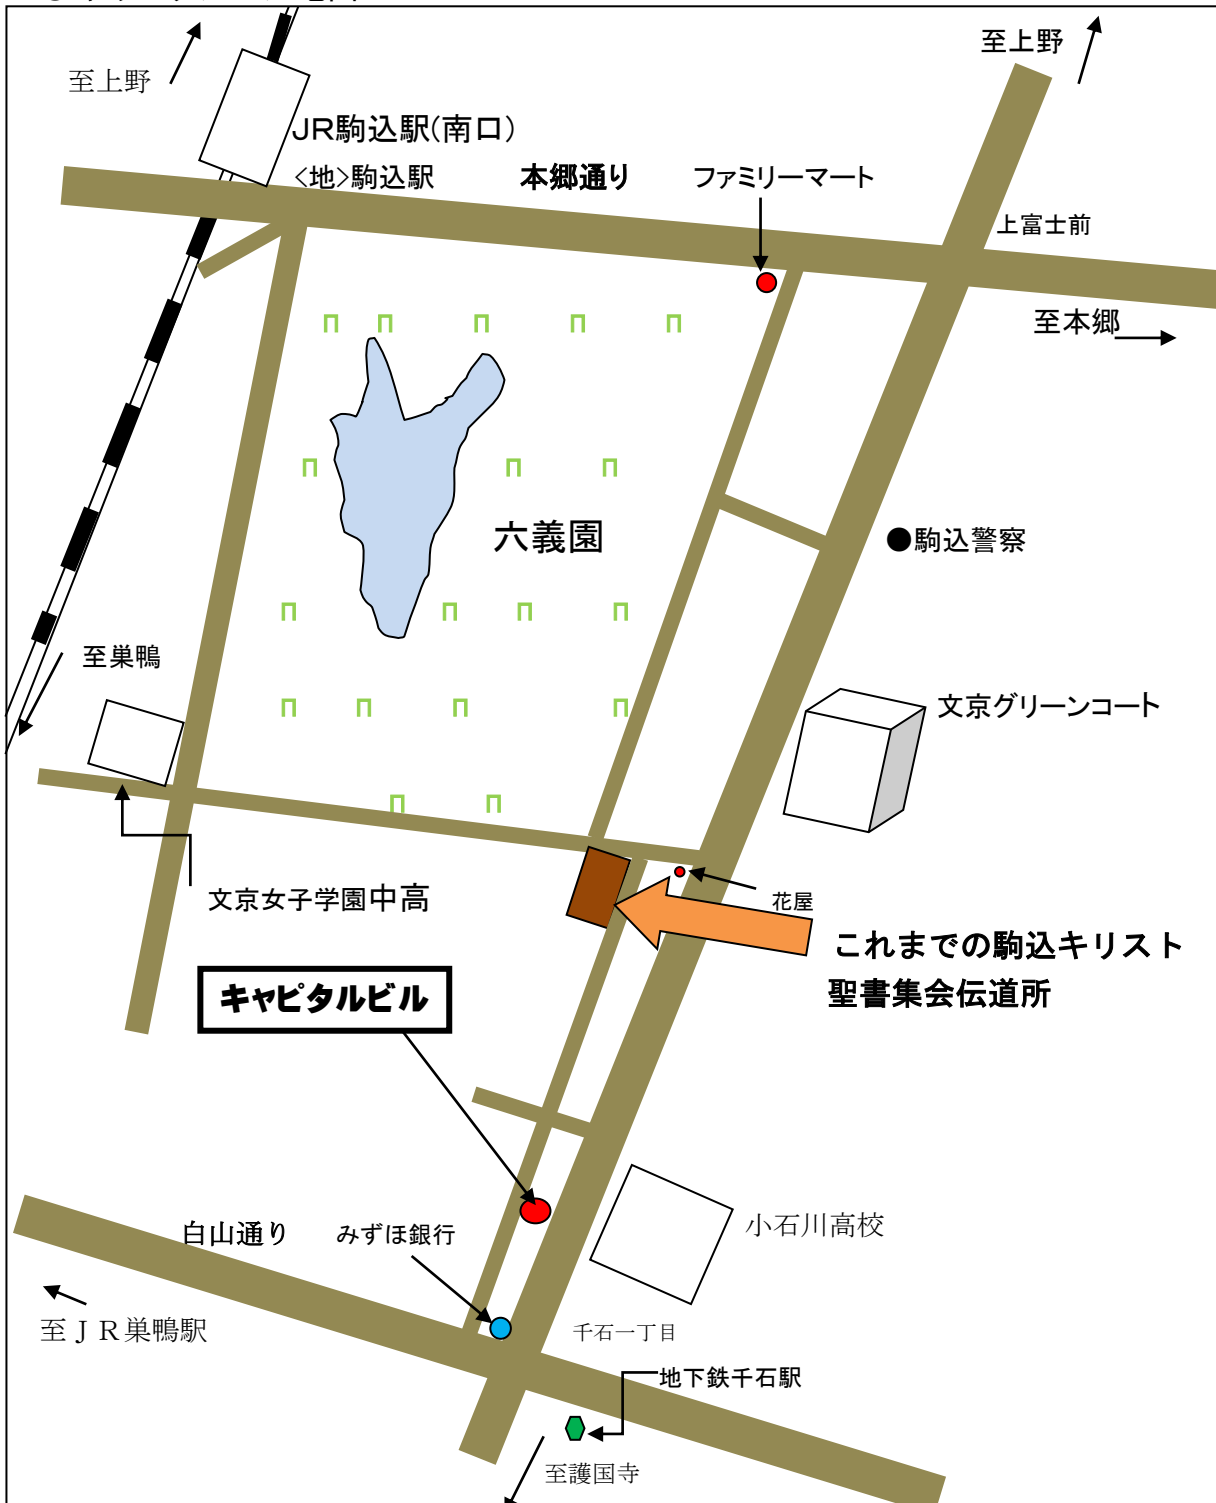 至上野
至上野
JR駒込駅(南口)
<地>駒込駅
本郷通り
ファミリーマート
上富士前
至本郷
六義園
●駒込警察
至巣鴨
文京グリーンコート
文京女子学園中高
花屋
これまでの駒込キリスト
聖書集会伝道所
キャピタルビル
白山通り
みずほ銀行
小石川高校
至ＪＲ巣鴨駅
千石一丁目
地下鉄千石駅
至護国寺